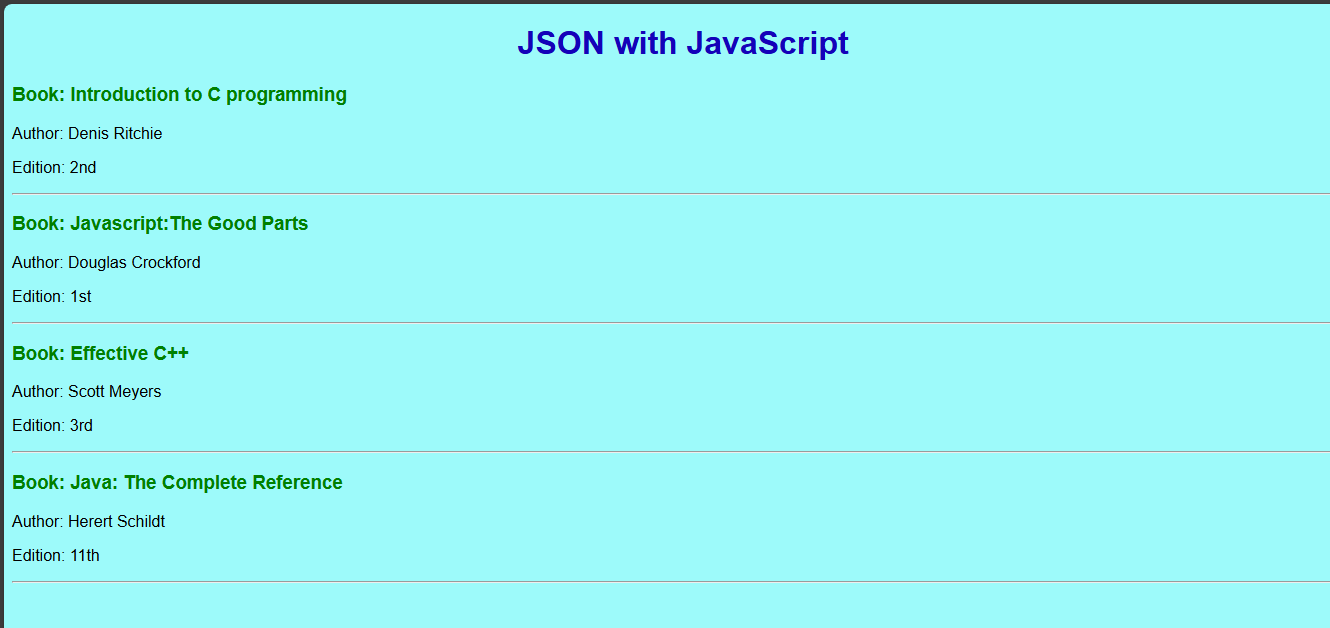 JSON with JavaScript
Book: Introduction to C programming
Author: Denis Ritchie
Edition: 2nd
Book: Javascript:The Good Parts
Author: Douglas Crockford
Edition: 1st
Book: Effective C++
Author: Scott Meyers
Edition: 3rd
Book: Java: The Complete Reference
Author: Herert Schildt
Edition: 11th